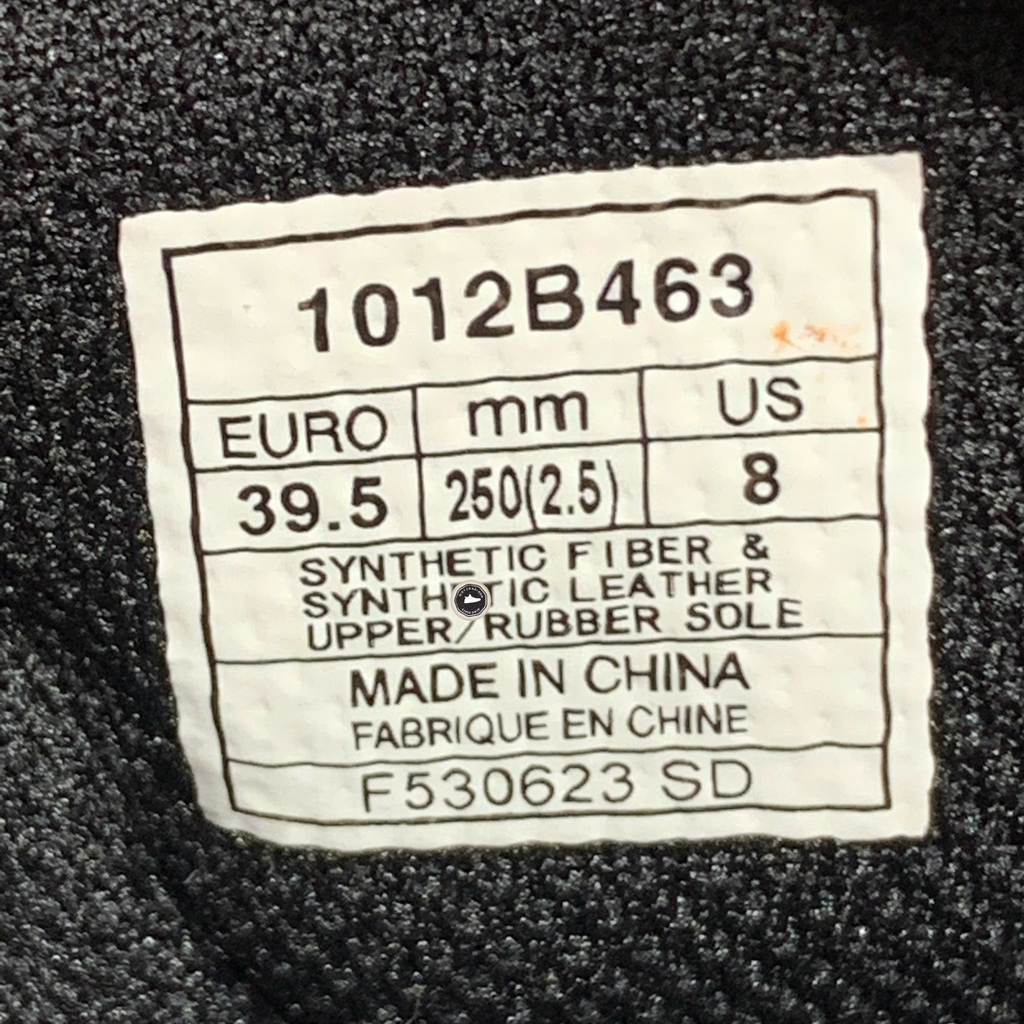 1012B463
EURO mm US
39.5 250(2.5) 8
SYNTHETIC FIBER &
SYNTHETIC LEATHER
UPPER/RUBBER SOLE
MADE IN CHINA
FABRIQUE EN CHINE
F530623 SD